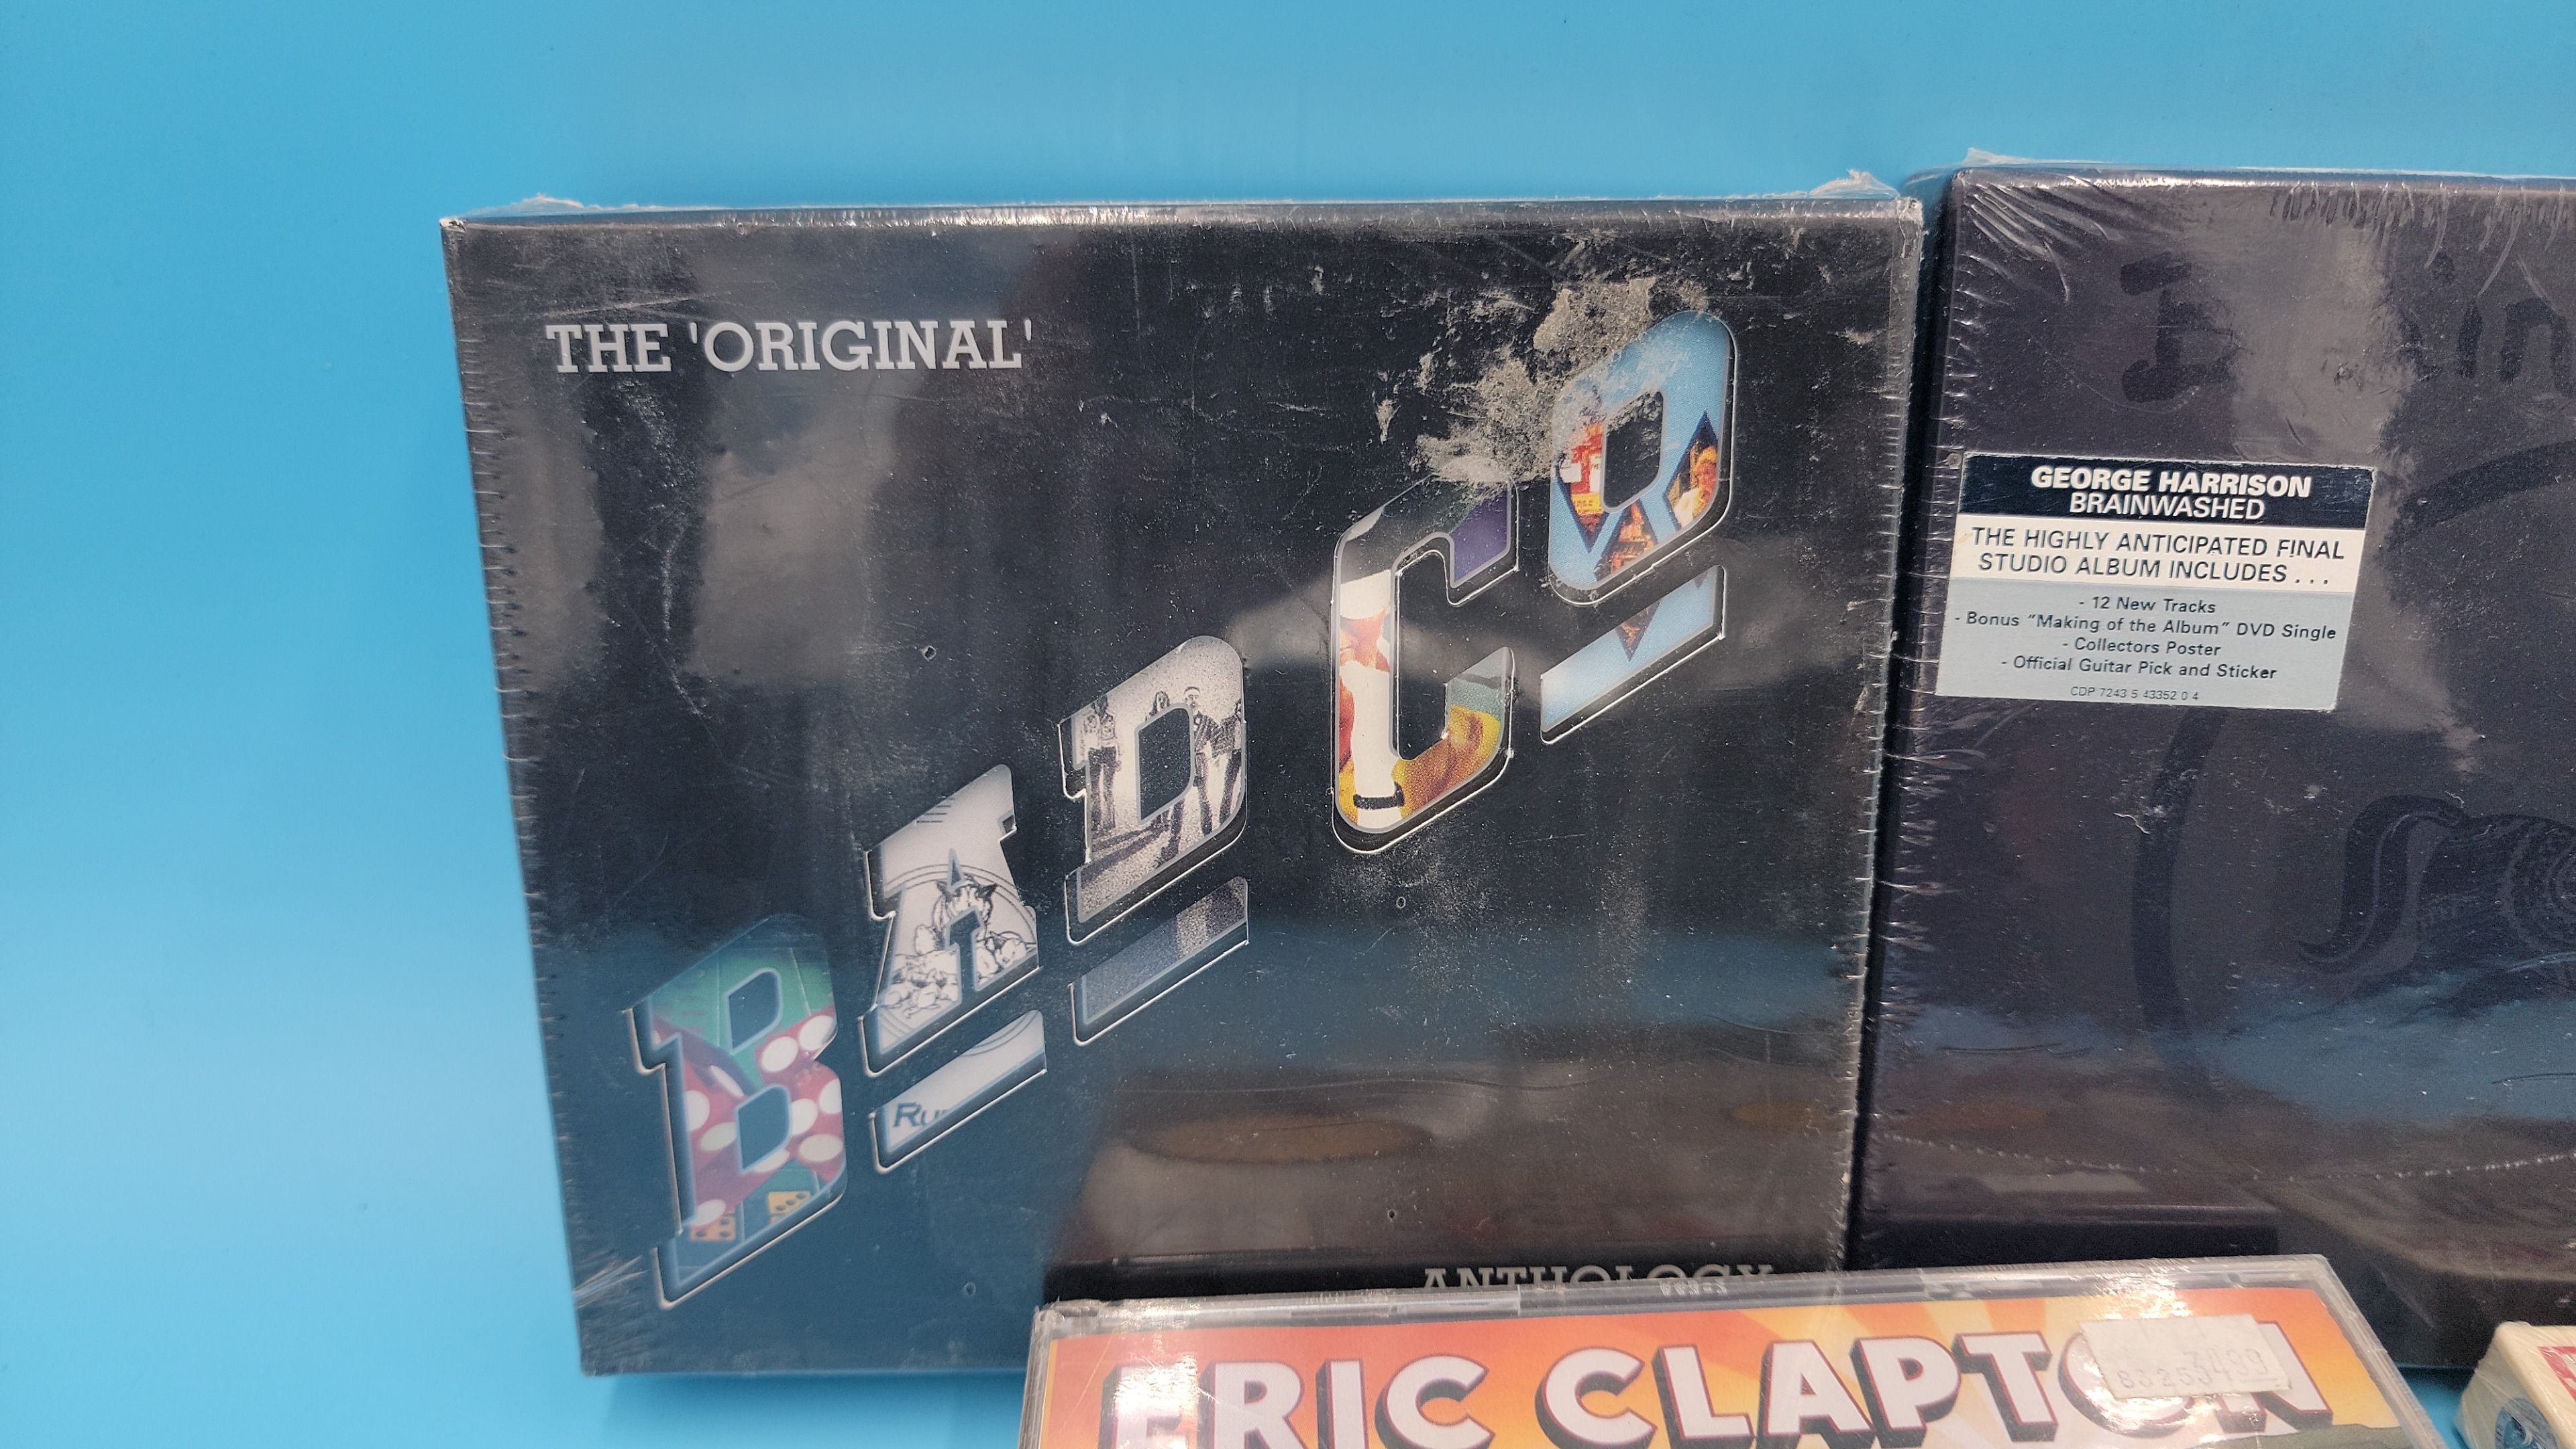 THE 'ORIGINAL'
BAD CO
Ru
ANTHOLOGY
GEORGE HARRISON
BRAINWASHED
THE HIGHLY ANTICIPATED FINAL
STUDIO ALBUM INCLUDES . . .
- 12 New Tracks
- Bonus "Making of the Album" DVD Single
- Collectors Poster
- Official Guitar Pick and Sticker
CDP 7243 5 43352 0 4
ERIC CLAPTON